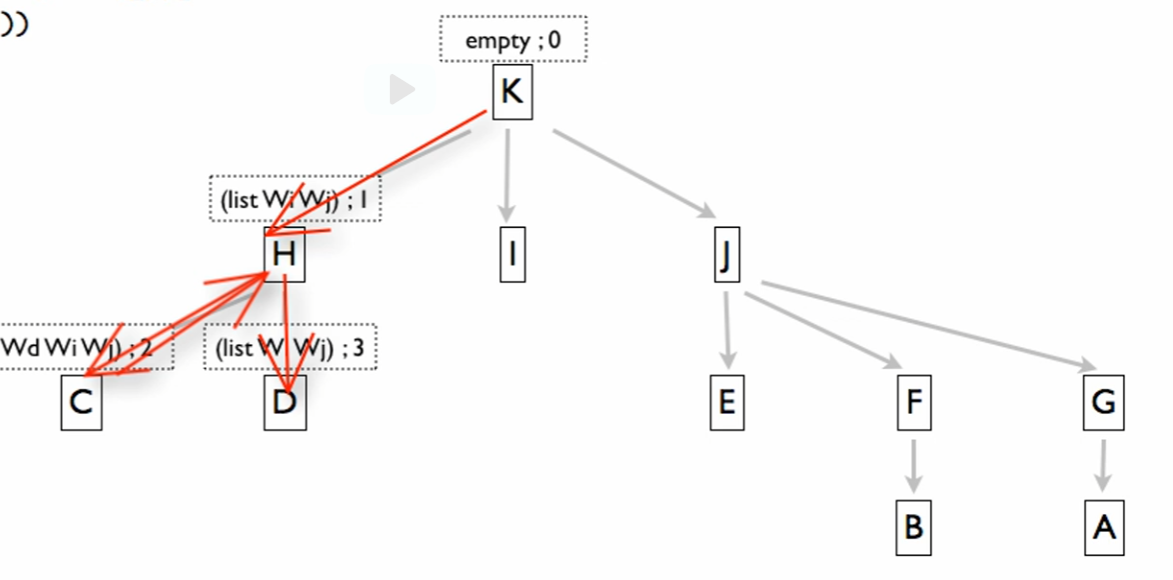 ))
empty ; 0
K
(list Wi Wj) ; 1
H
I
J
Wd Wi Wj) ; 2
(list W Wj) ; 3
C
D
E
F
G
B
A